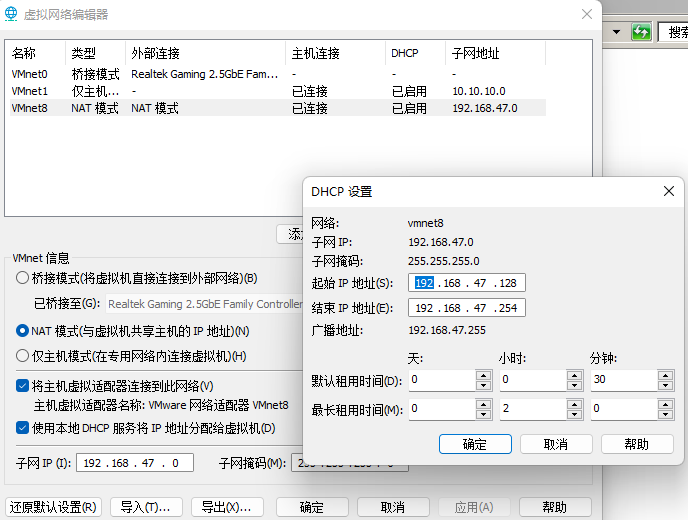 虚拟网络编辑器
搜索
名称 类型 外部连接 主机连接 DHCP 子网地址
VMnet0 桥接模式 Realtek Gaming 2.5GbE Fam... - - -
VMnet1 仅主机... - 已连接 已启用 10.10.10.0
VMnet8 NAT 模式 NAT 模式 已连接 已启用 192.168.47.0
VMnet 信息
桥接模式(将虚拟机直接连接到外部网络)(B)
已桥接至(G): Realtek Gaming 2.5GbE Family Controller
NAT 模式(与虚拟机共享主机的 IP 地址)(N)
仅主机模式(在专用网络内连接虚拟机)(H)
将主机虚拟适配器连接到此网络(V)
主机虚拟适配器名称: VMware 网络适配器 VMnet8
使用本地 DHCP 服务将 IP 地址分配给虚拟机(D)
子网 IP (I): 192 . 168 . 47 . 0 子网掩码(M):
还原默认设置(R) 导入(T)... 导出(X)... 确定 取消 应用(A) 帮助
DHCP 设置
网络: vmnet8
子网 IP: 192.168.47.0
子网掩码: 255.255.255.0
起始 IP 地址(S): 192 . 168 . 47 . 128
结束 IP 地址(E): 192 . 168 . 47 . 254
广播地址: 192.168.47.255
天: 小时: 分钟:
默认租用时间(D): 0 0 30
最长租用时间(M): 0 2 0
确定 取消 帮助